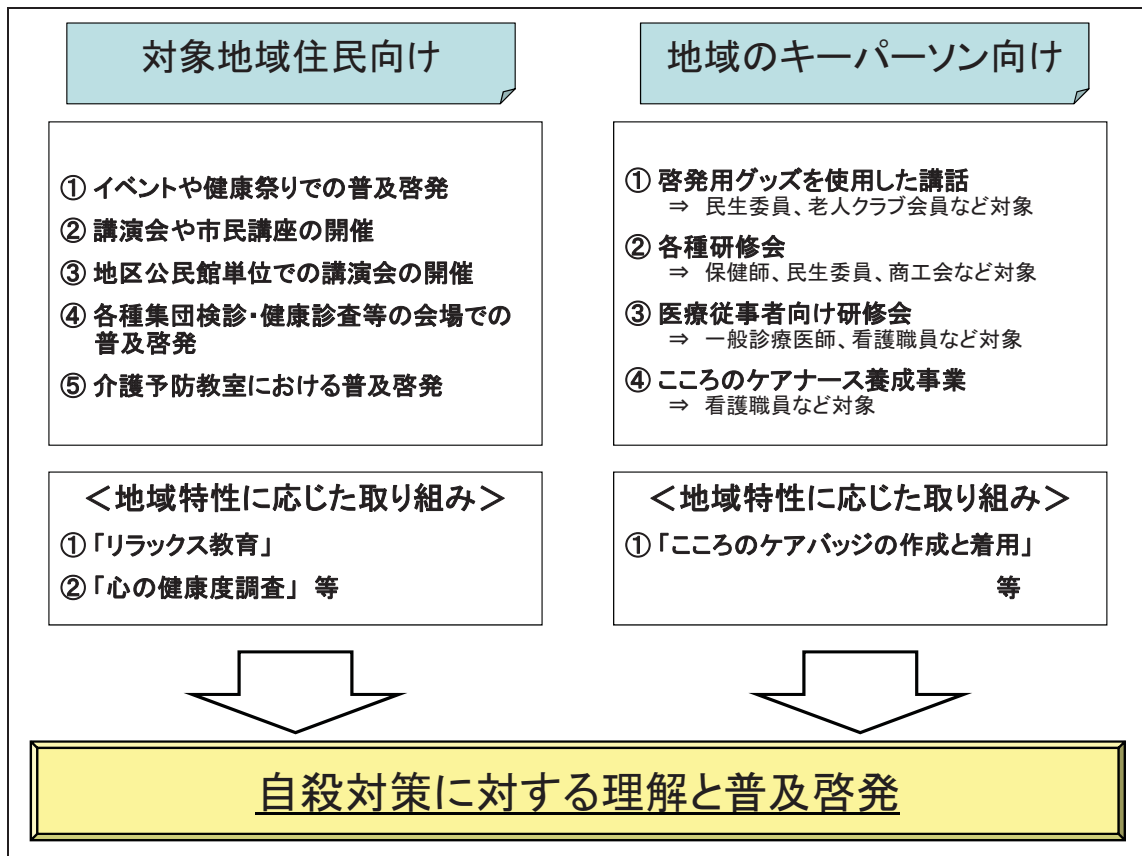 対象地域住民向け
① イベントや健康祭りでの普及啓発
② 講演会や市民講座の開催
③ 地区公民館単位での講演会の開催
④ 各種集団検診・健康診査等の会場での
普及啓発
⑤ 介護予防教室における普及啓発
＜地域特性に応じた取り組み＞
① 「リラックス教育」
② 「心の健康度調査」 等
地域のキーパーソン向け
① 啓発用グッズを使用した講話
⇒ 民生委員、老人クラブ会員など対象
② 各種研修会
⇒ 保健師、民生委員、商工会など対象
③ 医療従事者向け研修会
⇒ 一般診療医師、看護職員など対象
④ こころのケアナース養成事業
⇒ 看護職員など対象
＜地域特性に応じた取り組み＞
① 「こころのケアバッジの作成と着用」
等
自殺対策に対する理解と普及啓発